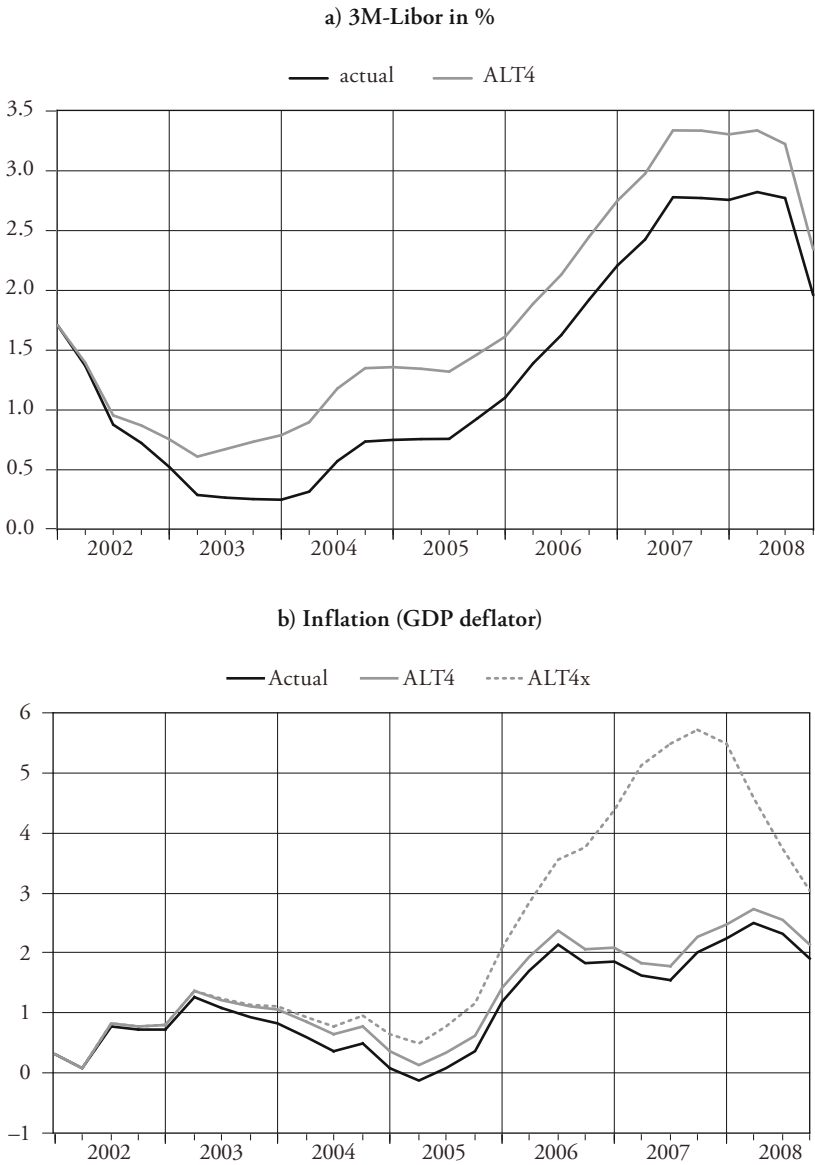 a) 3M-Libor in %
actual ALT4
3.5
3.0
2.5
2.0
1.5
1.0
0.5
0.0
2002 2003 2004 2005 2006 2007 2008
b) Inflation (GDP deflator)
Actual ALT4 ALT4x
6
5
4
3
2
1
0
–1
2002 2003 2004 2005 2006 2007 2008